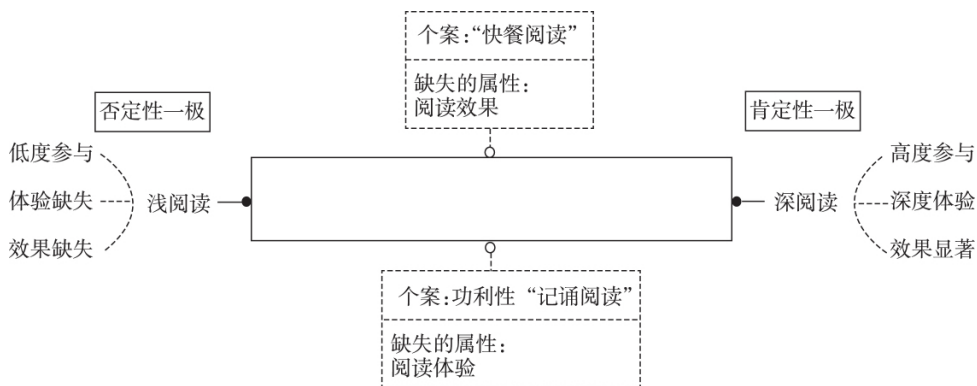 个案：“快餐阅读”
缺失的属性：
阅读效果
否定性一极
肯定性一极
低度参与
体验缺失
效果缺失
浅阅读
深阅读
高度参与
深度体验
效果显著
个案：功利性“记诵阅读”
缺失的属性：
阅读体验